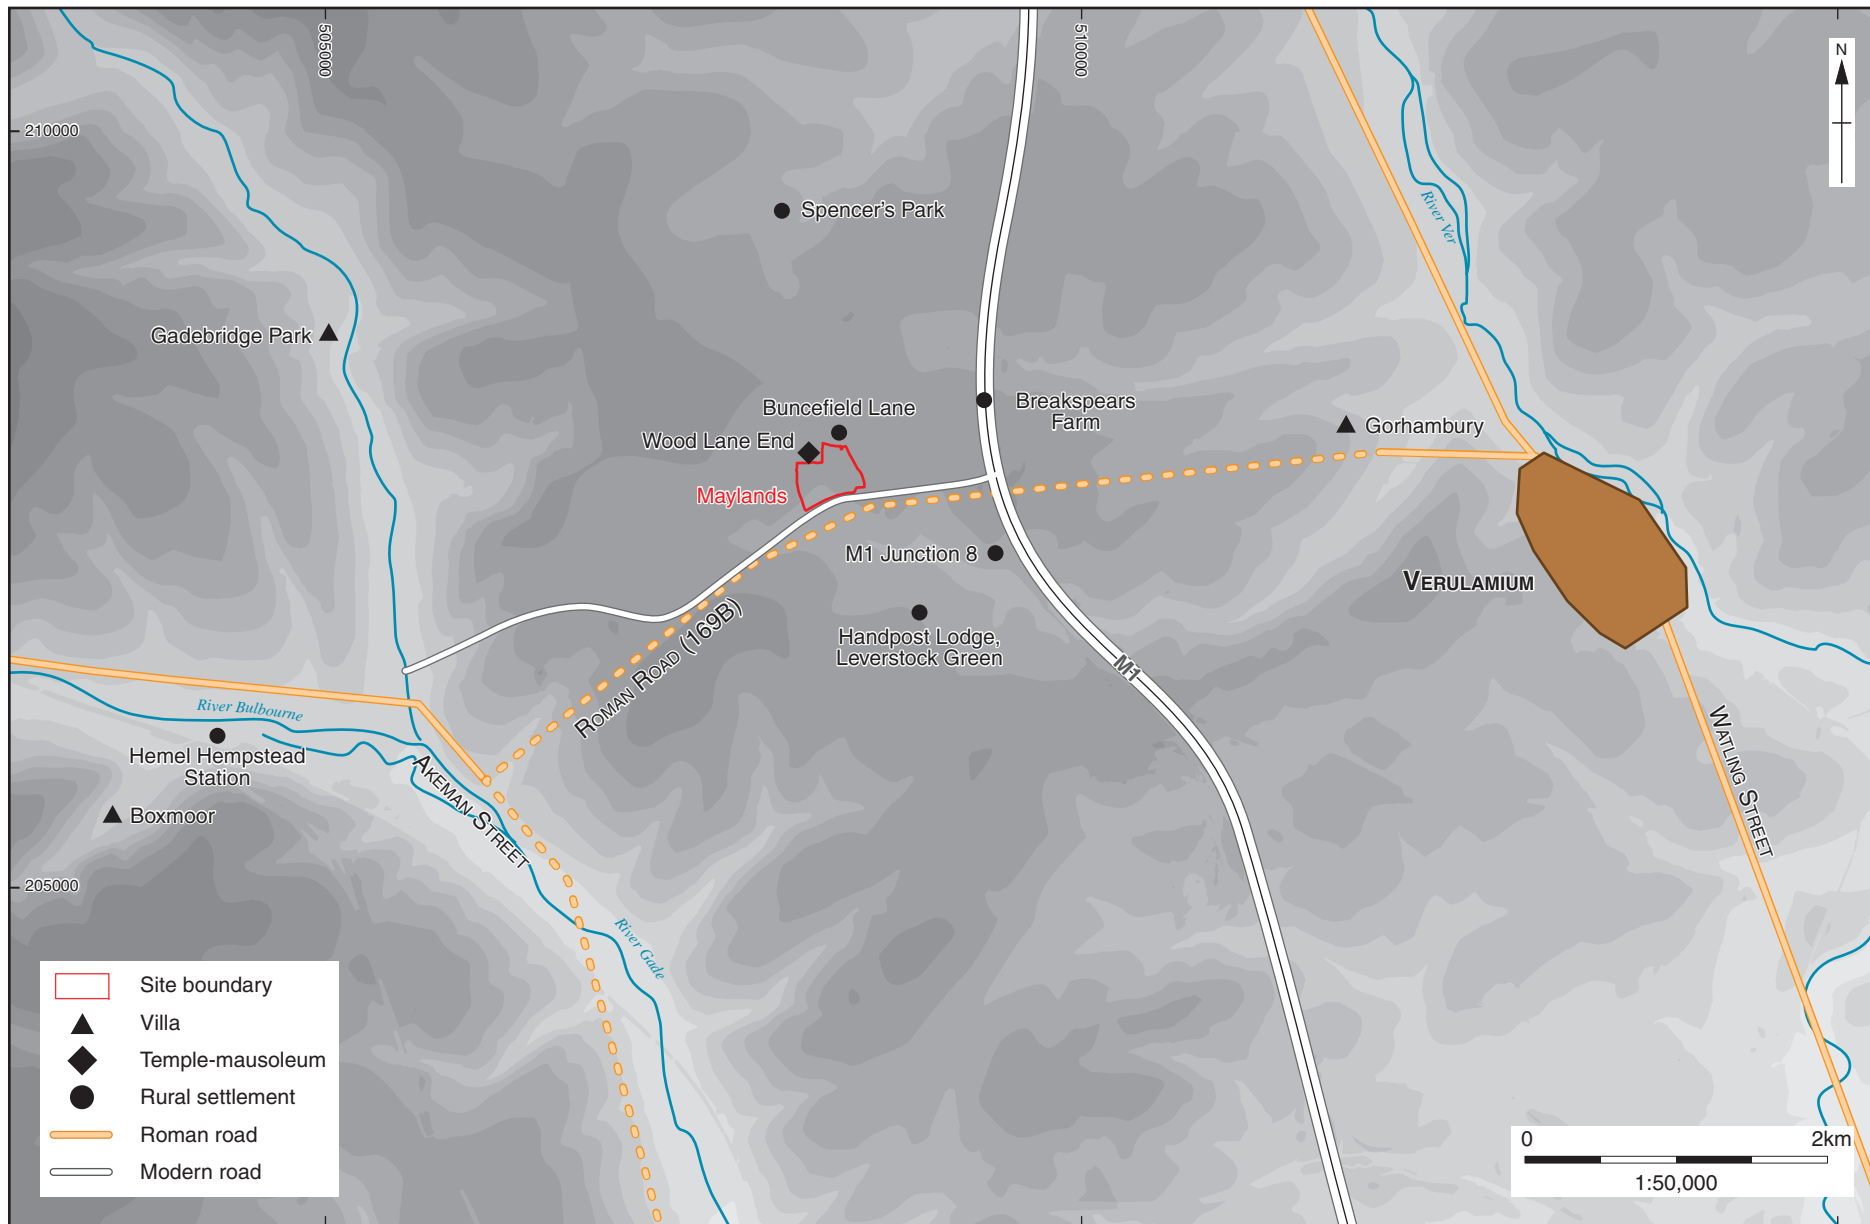 505000
510000
N
210000
Spencer's Park
River Ver
Gadebridge Park
Buncefield Lane
Breakspears
Farm
Wood Lane End
Gorhambury
Maylands
M1 Junction 8
VERULAMIUM
ROMAN ROAD (169B)
Handpost Lodge,
Leverstock Green
M1
River Bulbourne
Hemel Hempstead
Station
AKEMAN STREET
WATLING STREET
Boxmoor
205000
River Gade
Site boundary
Villa
Temple-mausoleum
Rural settlement
Roman road
Modern road
0 2km
1:50,000